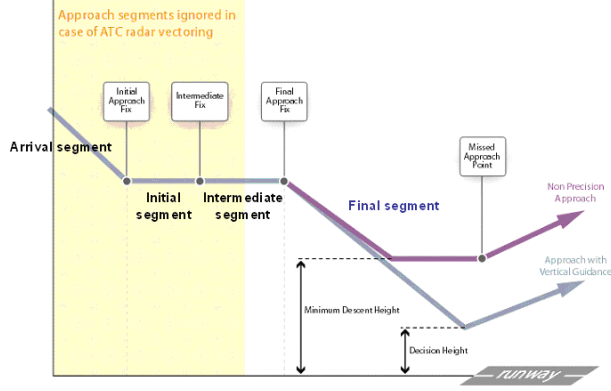 Approach segments ignored in
case of ATC radar vectoring
Initial
Approach
Fix
Intermediate
Fix
Final
Approach
Fix
Missed
Approach
Point
Arrival segment
Initial
segment
Intermediate
segment
Final segment
Non Precision
Approach
Approach with
Vertical Guidance
Minimum Descent Height
Decision Height
runway